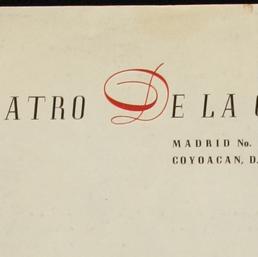 ATRO DE LA
MADRID No.
COYOACAN, D.